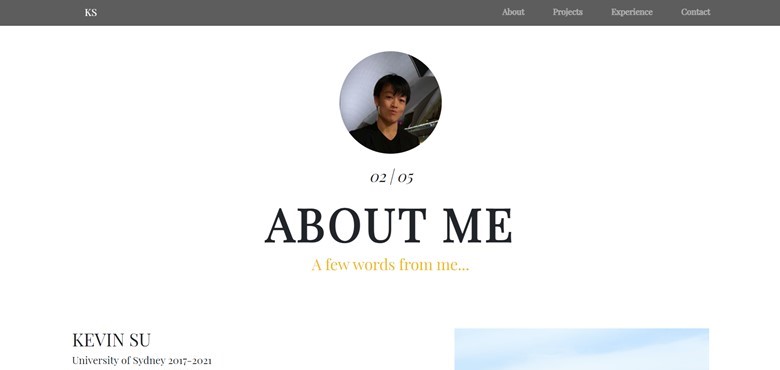 KS
About Projects Experience Contact
02 | 05
ABOUT ME
A few words from me...
KEVIN SU
University of Sydney 2017-2021